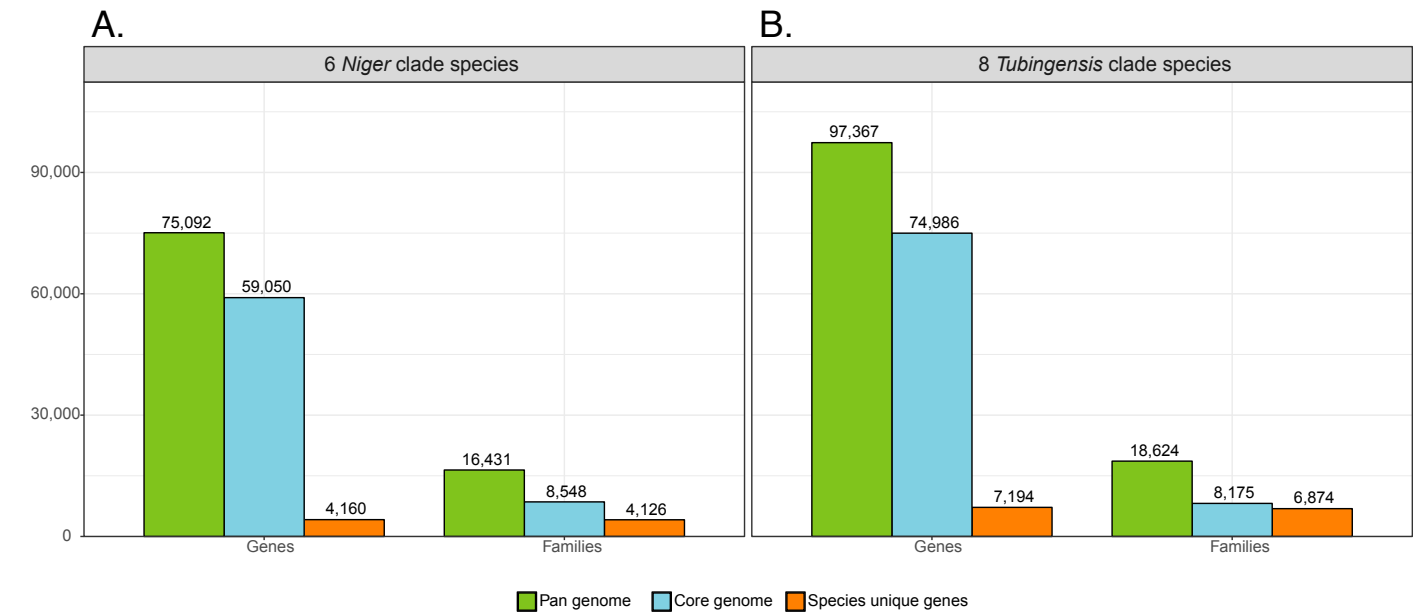 A.
B.
6 Niger clade species
8 Tubingensis clade species
97,367
90,000
75,092
74,986
60,000
59,050
30,000
16,431
8,548
4,160
4,126
18,624
7,194
8,175
6,874
0
Genes
Families
Genes
Families
Pan genome
Core genome
Species unique genes